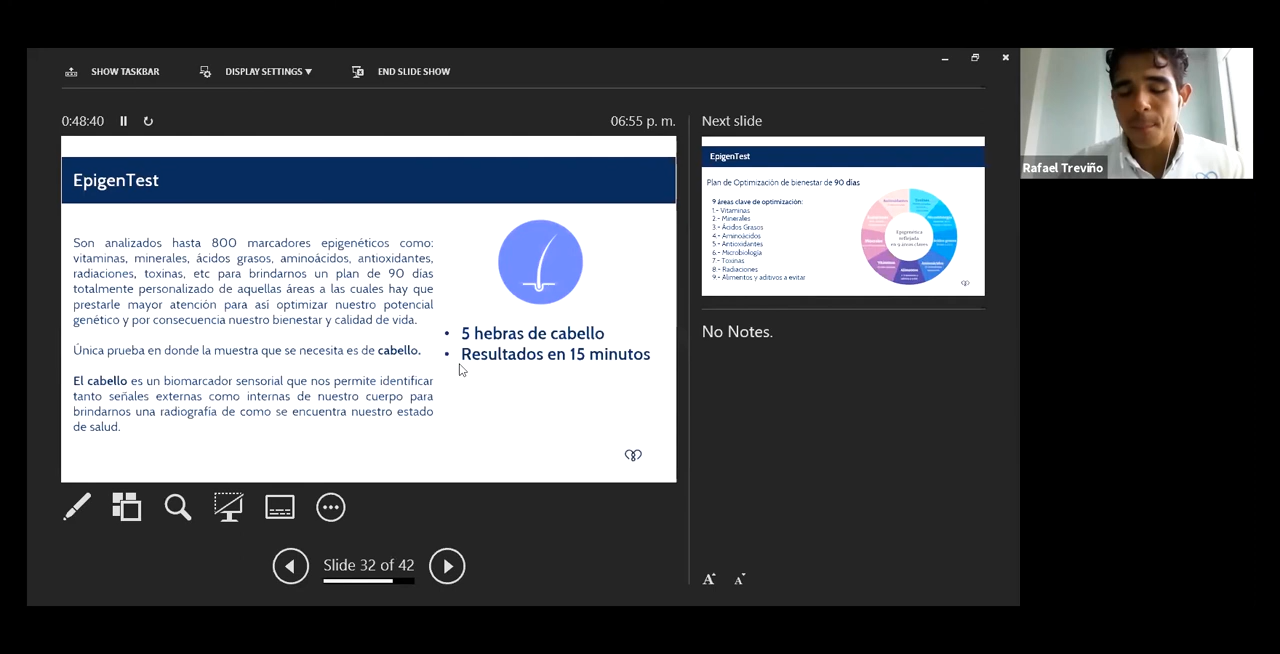 SHOW TASKBAR
DISPLAY SETTINGS ▼
END SLIDE SHOW
0:48:40
06:55 p. m.
EpigenTest
Son analizados hasta 800 marcadores epigenéticos como:
vitaminas, minerales, ácidos grasos, aminoácidos, antioxidantes,
radiaciones, toxinas, etc para brindarnos un plan de 90 días
totalmente personalizado de aquellas áreas a las cuales hay que
prestarle mayor atención para así optimizar nuestro potencial
genético y por consecuencia nuestro bienestar y calidad de vida.
Única prueba en donde la muestra que se necesita es de cabello.
El cabello es un biomarcador sensorial que nos permite identificar
tanto señales externas como internas de nuestro cuerpo para
brindarnos una radiografía de como se encuentra nuestro estado
de salud.
• 5 hebras de cabello
• Resultados en 15 minutos
Slide 32 of 42
Next slide
EpigenTest
Plan de Optimización de bienestar de 90 días
9 áreas clave de optimización:
1.- Vitaminas
2.- Minerales
3.- Ácidos Grasos
4.- Aminoácidos
5.- Antioxidantes
6.- Microbiología
7.- Toxinas
8.- Radiaciones
9.- Alimentos y aditivos a evitar
Epigenética
reflejada
en 9 áreas claves
No Notes.
A A
Rafael Treviño